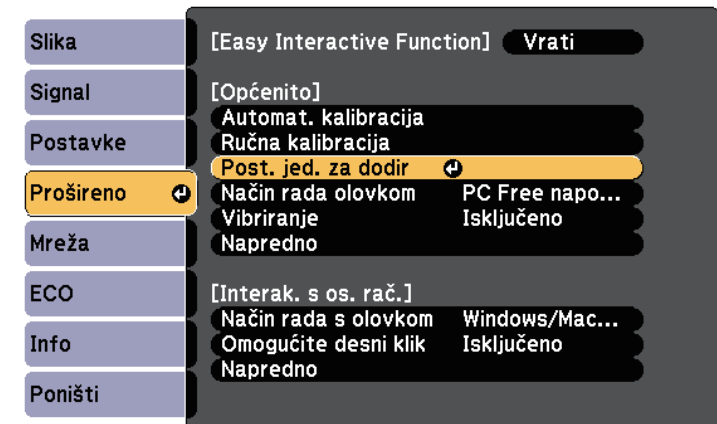 Slika
Signal
Postavke
Prošireno
Mreža
ECO
Info
Poništi
[Easy Interactive Function] Vrati
[Općenito]
Automat. kalibracija
Ručna kalibracija
Post. jed. za dodir
Način rada olovkom PC Free napo...
Vibriranje Isključeno
Napredno
[Interak. s os. rač.]
Način rada s olovkom Windows/Mac...
Omogućite desni klik Isključeno
Napredno